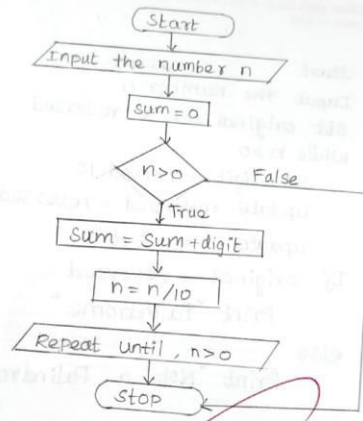 Start
Input the number n
sum=0
n>0
False
True
sum = sum+digit
n = n/10
Repeat until, n>0
Stop